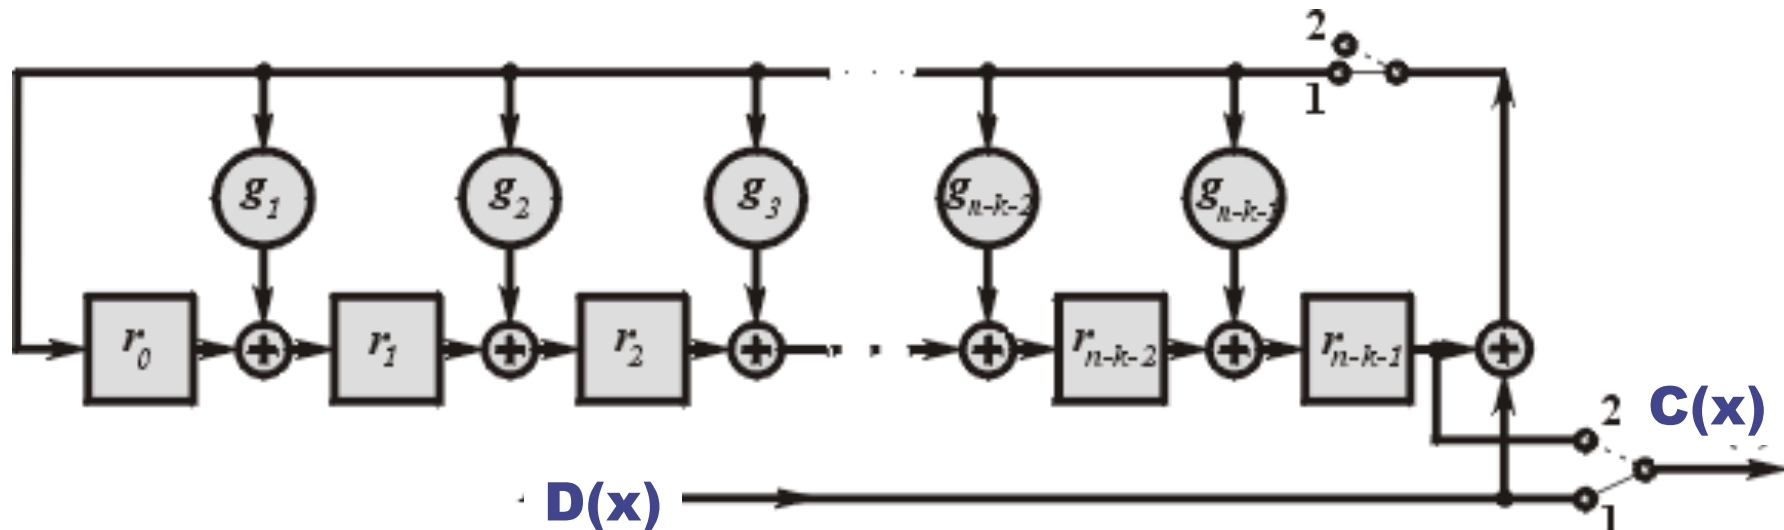 2
1
g1 g2 g3 gn-k-2 gn-k-1
r0 r1 r2 rn-k-2 rn-k-1
2 C(x)
D(x) 1